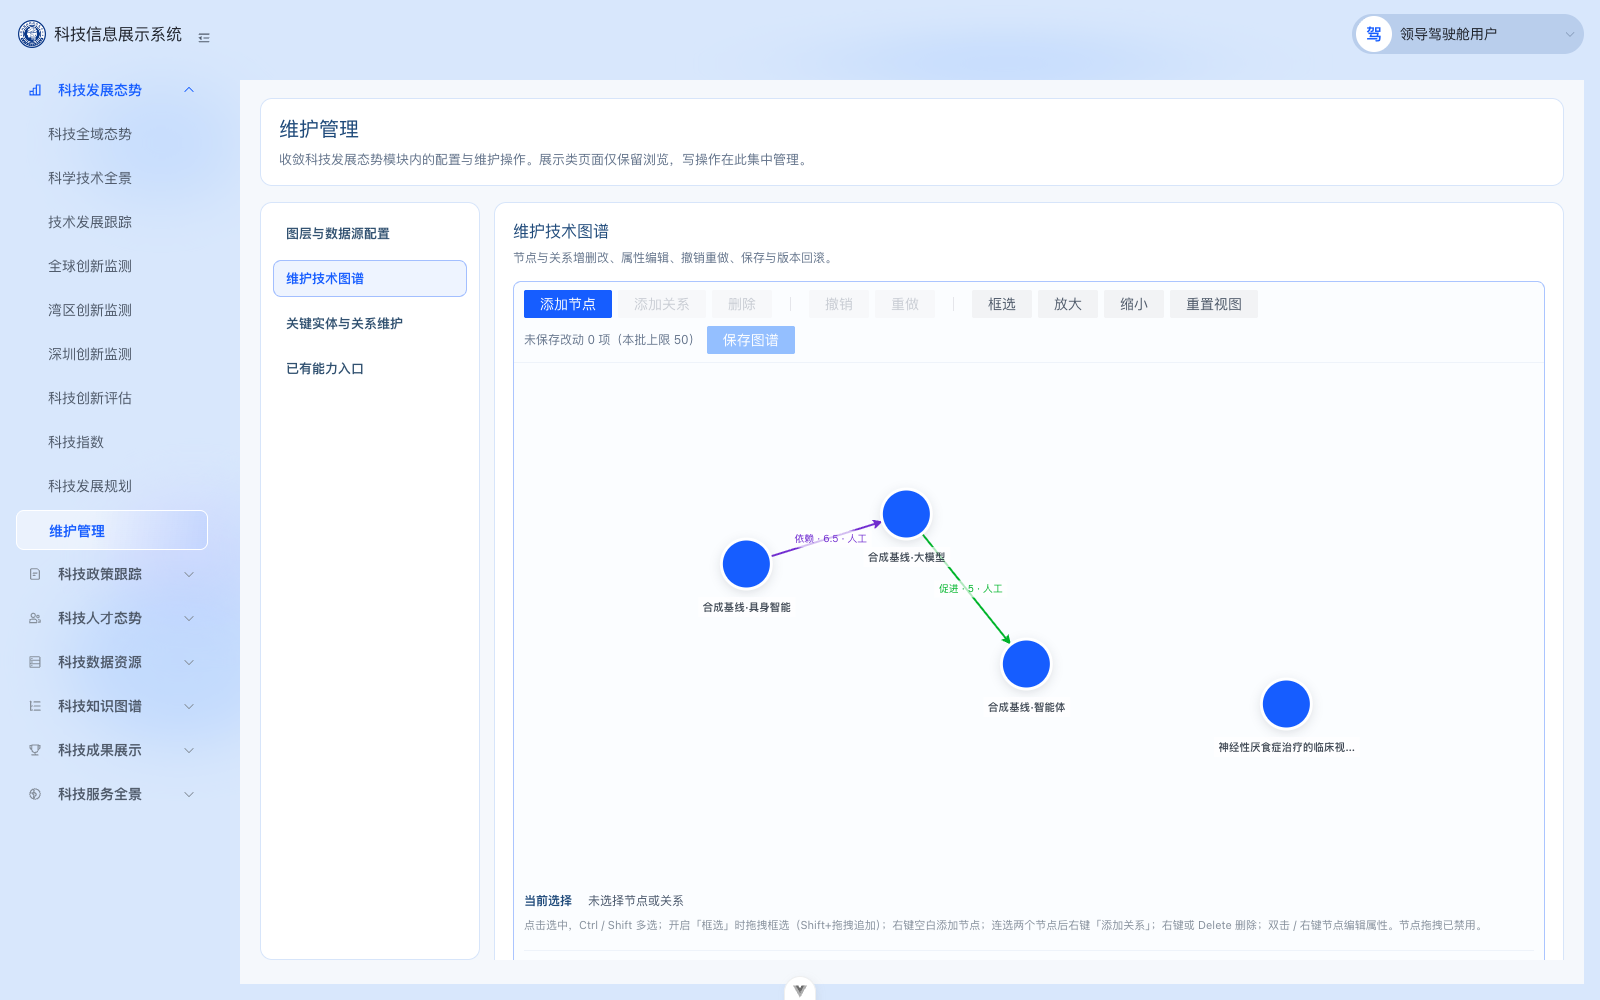 科技信息展示系统
驾 领导驾驶舱用户
科技发展态势
科技全域态势
科学技术全景
技术发展跟踪
全球创新监测
湾区创新监测
深圳创新监测
科技创新评估
科技指数
科技发展规划
维护管理
科技政策跟踪
科技人才态势
科技数据资源
科技知识图谱
科技成果展示
科技服务全景
维护管理
收敛科技发展态势模块内的配置与维护操作。展示类页面仅保留浏览，写操作在此集中管理。
图层与数据源配置
维护技术图谱
关键实体与关系维护
已有能力入口
维护技术图谱
节点与关系增删改、属性编辑、撤销重做、保存与版本回滚。
添加节点 添加关系 删除 撤销 重做 框选 放大 缩小 重置视图
未保存改动 0 项（本批上限 50） 保存图谱
依赖 · 6.5 · 人工
合成基线·大模型
促进 · 5 · 人工
合成基线·具身智能
合成基线·智能体
神经性厌食症治疗的临床视...
当前选择 未选择节点或关系
点击选中，Ctrl / Shift 多选；开启「框选」时拖拽框选（Shift+拖拽追加）；右键空白添加节点；连选两个节点后右键「添加关系」；右键或 Delete 删除；双击 / 右键节点编辑属性。节点拖拽已禁用。